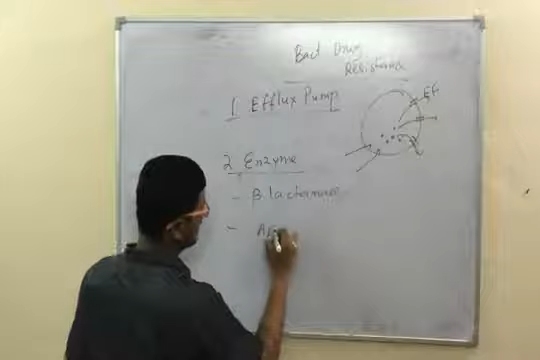 Bact Drug
Resistance
1 Efflux Pump
EF
2 Enzyme
- B. lactamase
-